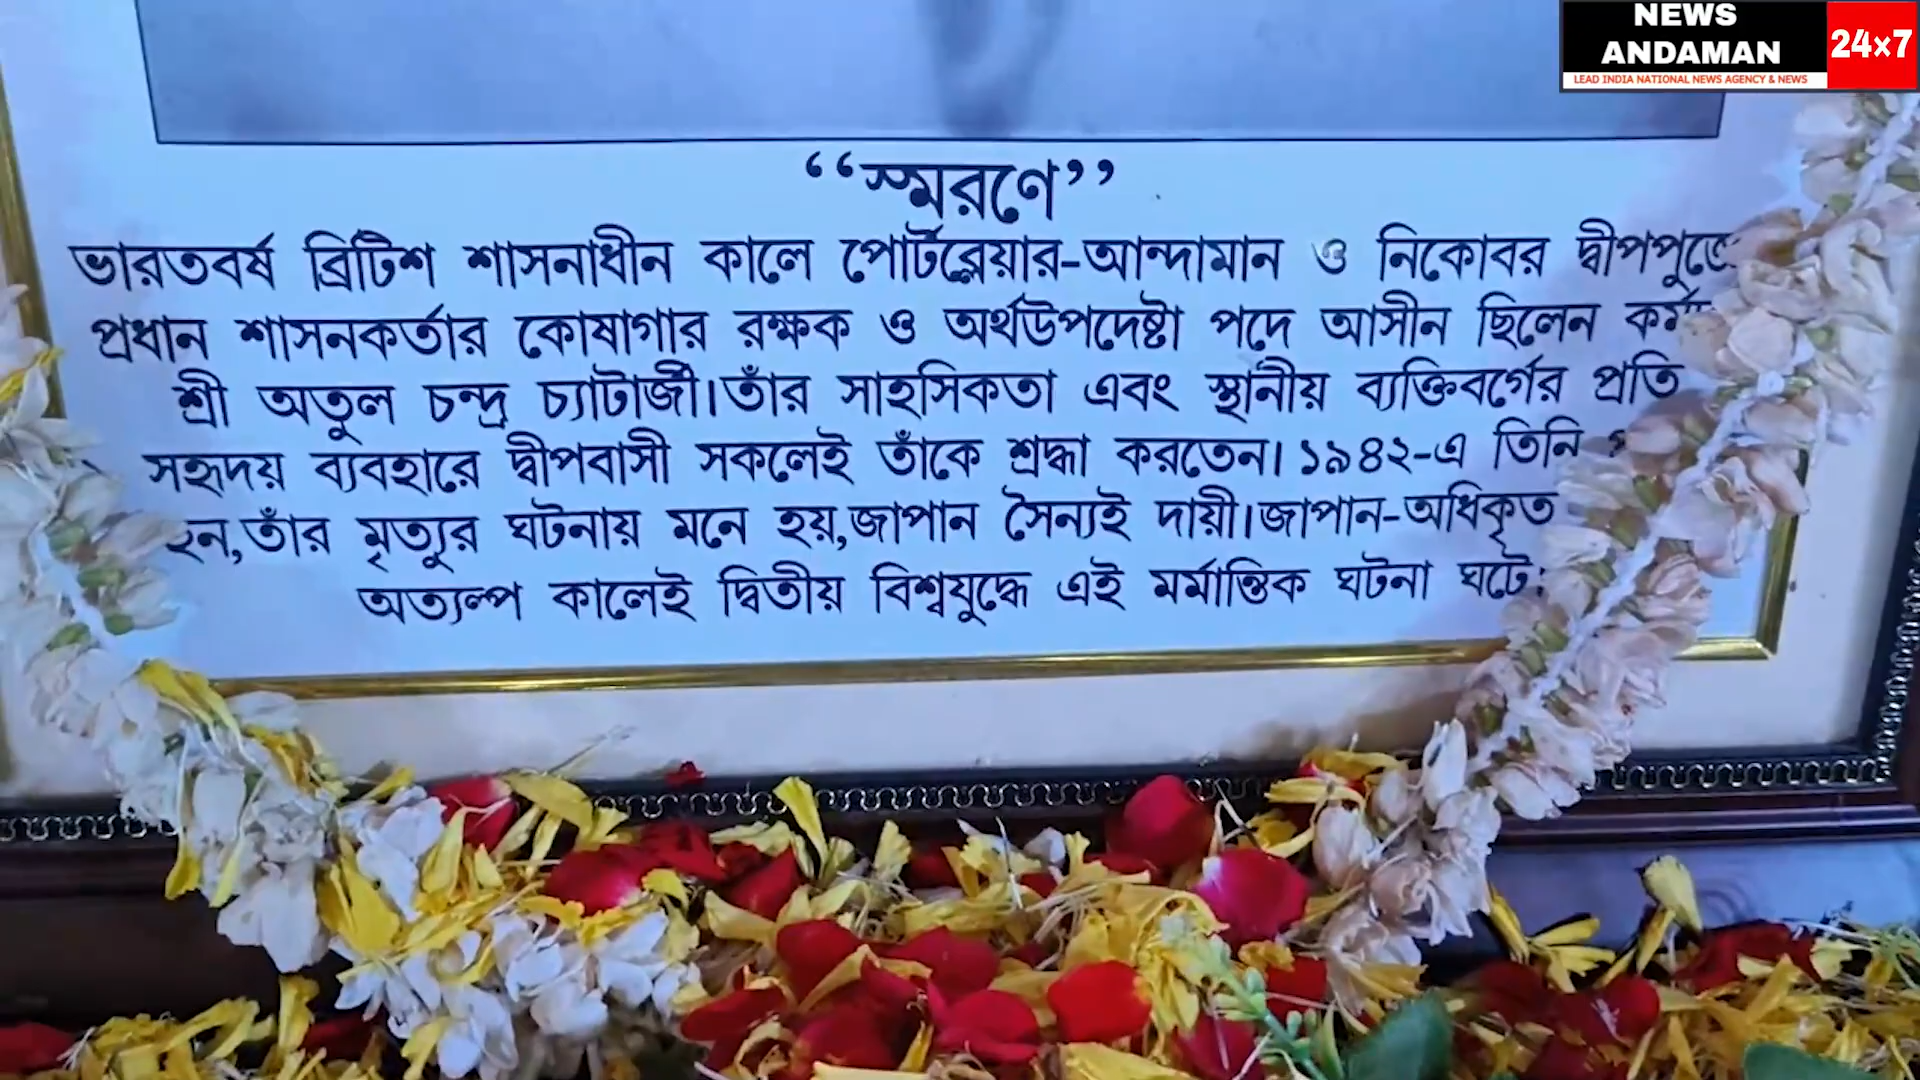 NEWS
ANDAMAN
24×7
LEAD INDIA NATIONAL NEWS AGENCY & NEWS
‘‘স্মরণে’’
ভারতবর্ষ ব্রিটিশ শাসনাধীন কালে পোর্টব্লেয়ার-আন্দামান ও নিকোবর
প্রধান শাসনকর্তার কোষাগার রক্ষক ও অর্থউপদেষ্টা পদে আসীন ছিলেন
শ্রী অতুল চন্দ্র চ্যাটার্জী।তাঁর সাহসিকতা এবং স্থানীয় ব্যক্তিবর্গের প্রতি
সহৃদয় ব্যবহারে দ্বীপবাসী সকলেই তাঁকে শ্রদ্ধা করতেন। ১৯৪২-এ তিনি
হন,তাঁর মৃত্যুর ঘটনায় মনে হয়,জাপান সৈন্যই দায়ী।জাপান-অধিকৃত
অত্যল্প কালেই দ্বিতীয় বিশ্বযুদ্ধে এই মর্মান্তিক ঘটনা ঘটে